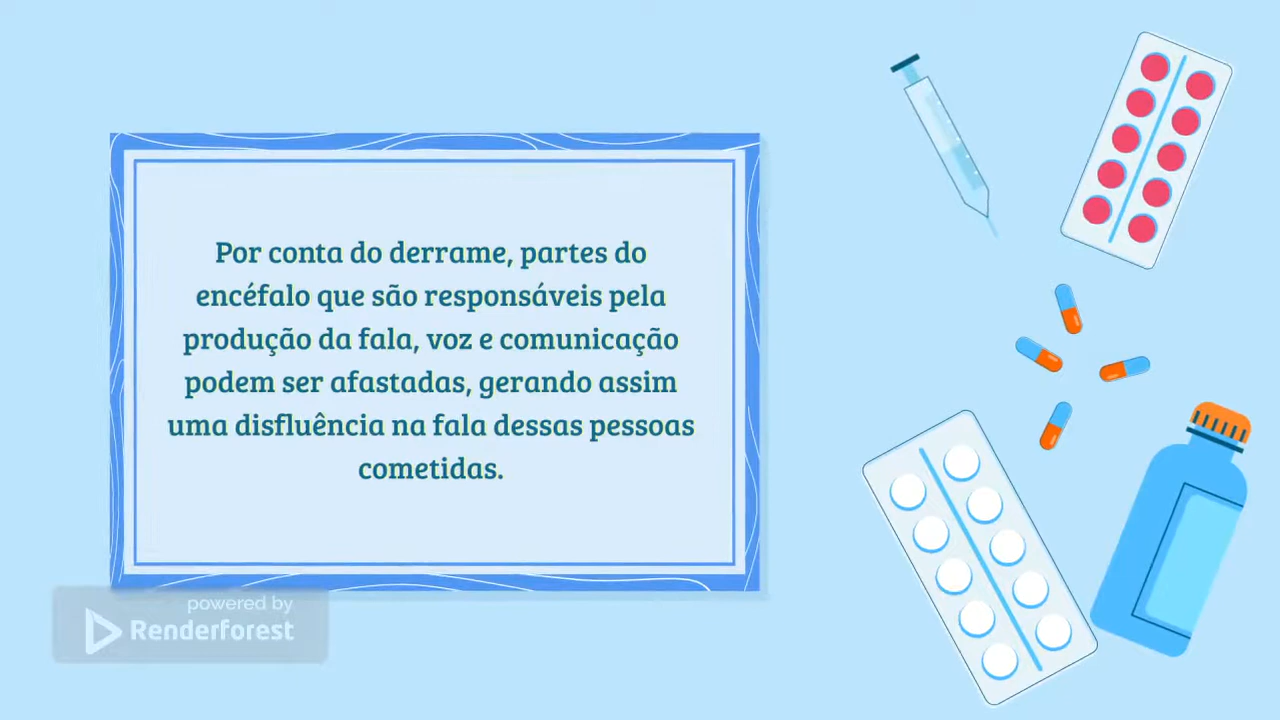 Por conta do derrame, partes do
encéfalo que são responsáveis pela
produção da fala, voz e comunicação
podem ser afastadas, gerando assim
uma disfluência na fala dessas pessoas
cometidas.
powered by
Renderforest